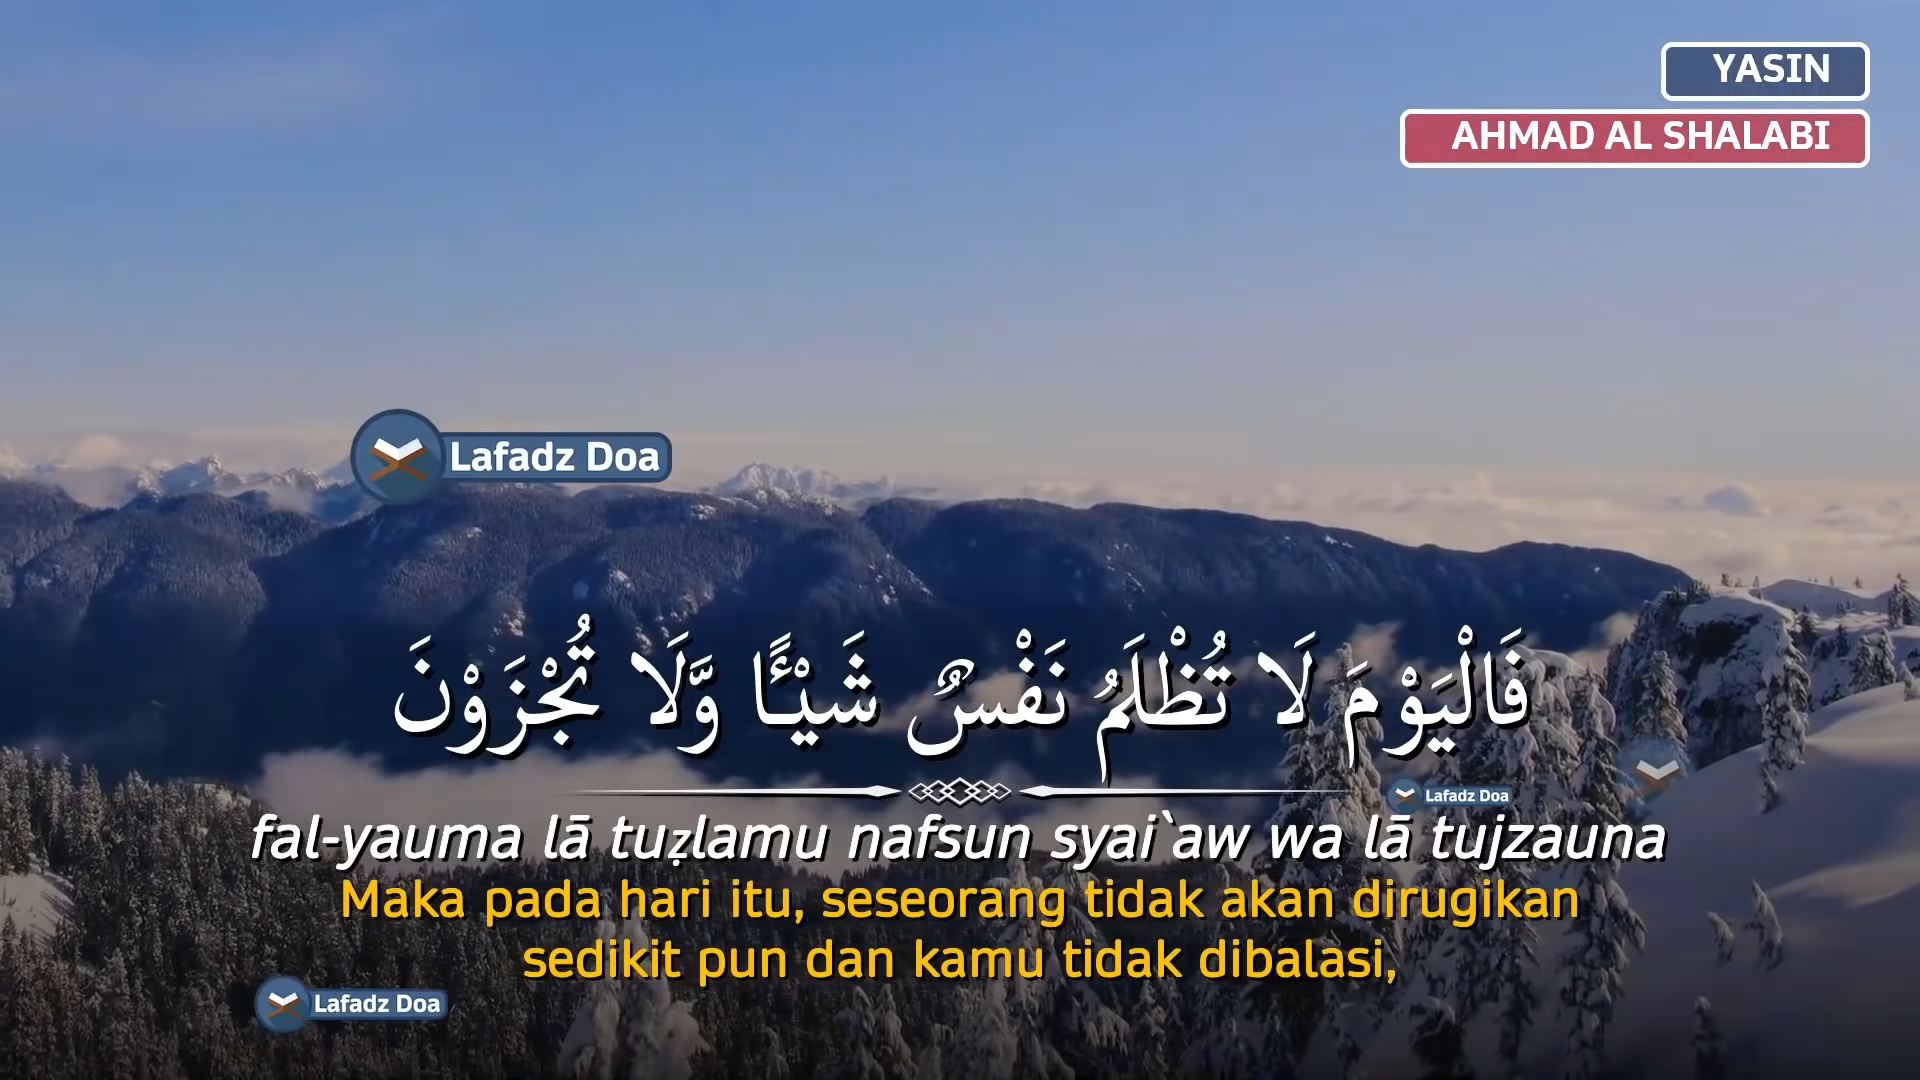 YASIN
AHMAD AL SHALABI
Lafadz Doa
فَالْيَوْمَ لَا تُظْلَمُ نَفْسٌ شَيْـًٔا وَّلَا تُجْزَوْنَ
Lafadz Doa
fal-yauma lā tuẓlamu nafsun syai`aw wa lā tujzauna
Maka pada hari itu, seseorang tidak akan dirugikan
sedikit pun dan kamu tidak dibalasi,
Lafadz Doa